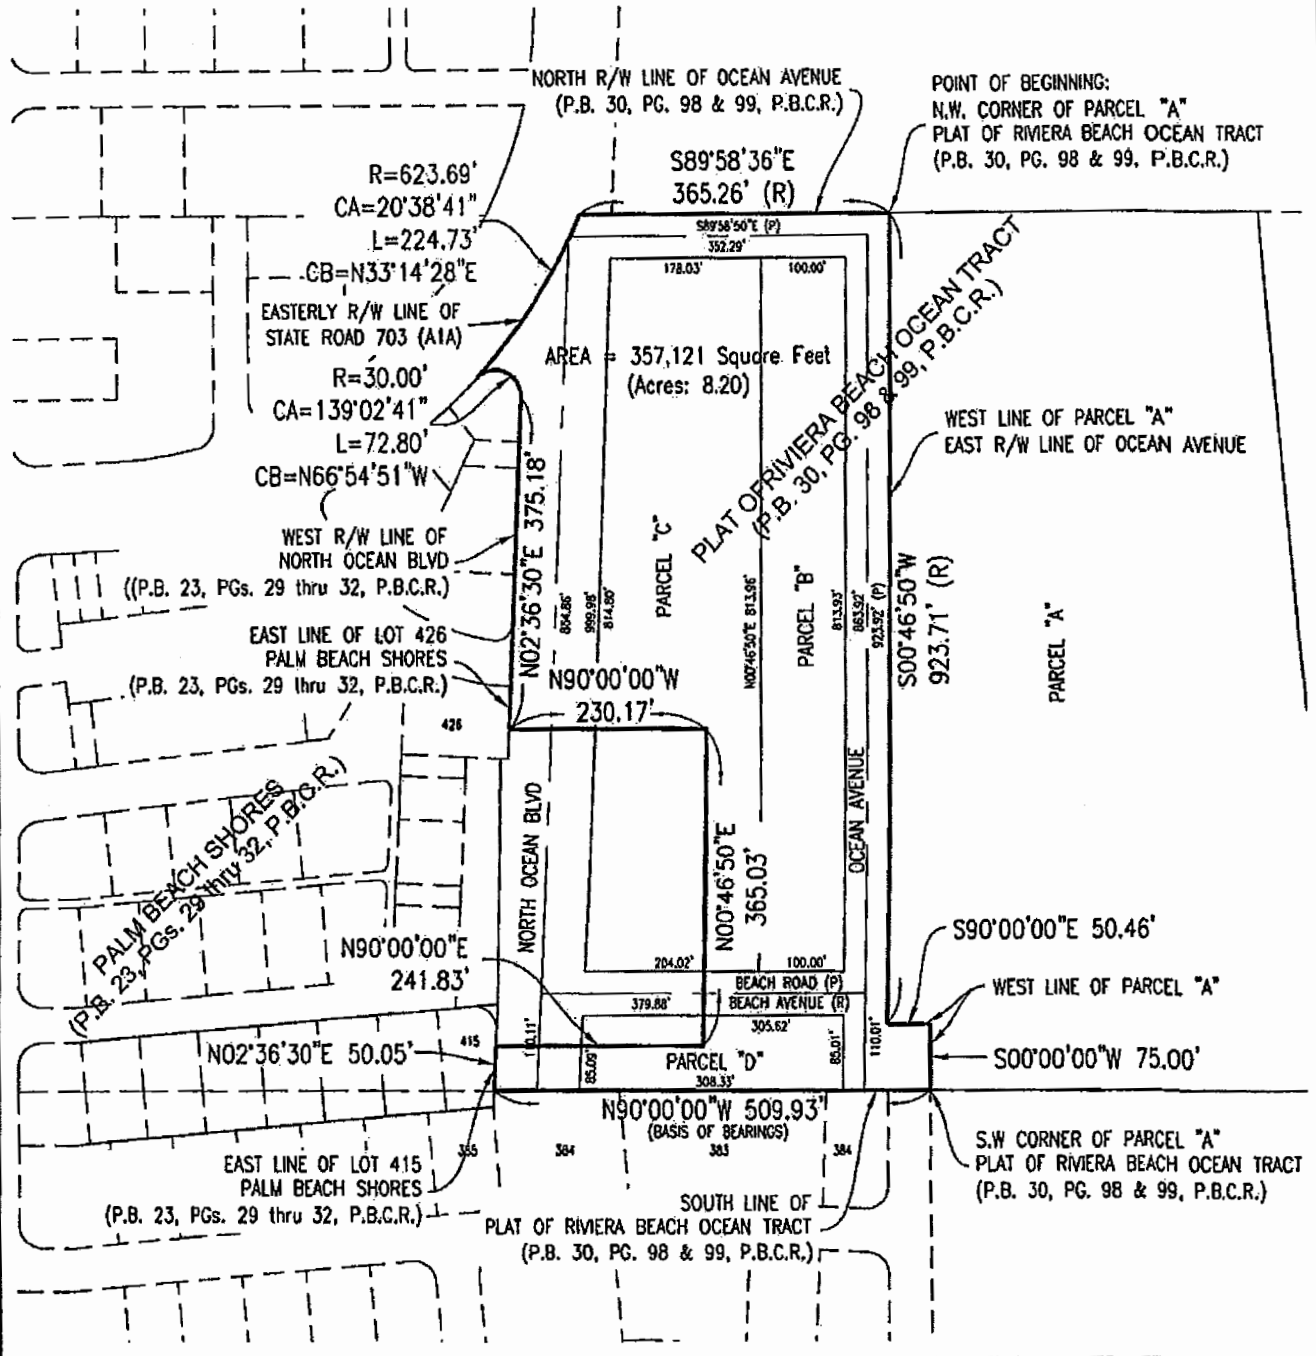 NORTH R/W LINE OF OCEAN AVENUE
(P.B. 30, PG. 98 & 99, P.B.C.R.)
POINT OF BEGINNING:
N.W. CORNER OF PARCEL "A"
PLAT OF RIVIERA BEACH OCEAN TRACT
(P.B. 30, PG. 98 & 99, P.B.C.R.)
S89°58'36"E
365.26' (R)
R=623.69'
CA=20°38'41"
L=224.73'
CB=N33°14'28"E
S89°58'50"E (P)
352.29'
178.03'
100.00'
EASTERLY R/W LINE OF
STATE ROAD 703 (A1A)
AREA = 357,121 Square Feet
(Acres: 8.20)
PLAT OF RIVIERA BEACH OCEAN TRACT
(P.B. 30, PG. 98 & 99, P.B.C.R.)
R=30.00'
CA=139°02'41"
L=72.80'
CB=N66°54'51"W
WEST LINE OF PARCEL "A"
EAST R/W LINE OF OCEAN AVENUE
N02°36'30"E 375.18'
WEST R/W LINE OF
NORTH OCEAN BLVD
((P.B. 23, PGs. 29 thru 32, P.B.C.R.)
864.86'
999.98'
814.80'
PARCEL "C"
N00°46'50"E 813.96'
PARCEL "B"
813.93'
863.92'
923.92' (P)
S00°46'50"W
923.71' (R)
PARCEL "A"
EAST LINE OF LOT 426
PALM BEACH SHORES
(P.B. 23, PGs. 29 thru 32, P.B.C.R.)
N90°00'00"W
230.17'
426
NORTH OCEAN BLVD
N00°46'50"E
365.03'
OCEAN AVENUE
PALM BEACH SHORES
(P.B. 23, PGs. 29 thru 32, P.B.C.R.)
N90°00'00"E
241.83'
S90°00'00"E 50.46'
204.02'
100.00'
BEACH ROAD (P)
BEACH AVENUE (R)
379.88'
305.62'
WEST LINE OF PARCEL "A"
N02°36'30"E 50.05'
415
110.11'
85.09'
PARCEL "D"
308.33'
85.01'
110.01'
S00°00'00"W 75.00'
N90°00'00"W 509.93'
(BASIS OF BEARINGS)
384
383
384
EAST LINE OF LOT 415
PALM BEACH SHORES
(P.B. 23, PGs. 29 thru 32, P.B.C.R.)
S.W CORNER OF PARCEL "A"
PLAT OF RIVIERA BEACH OCEAN TRACT
(P.B. 30, PG. 98 & 99, P.B.C.R.)
SOUTH LINE OF
PLAT OF RIVIERA BEACH OCEAN TRACT
(P.B. 30, PG. 98 & 99, P.B.C.R.)